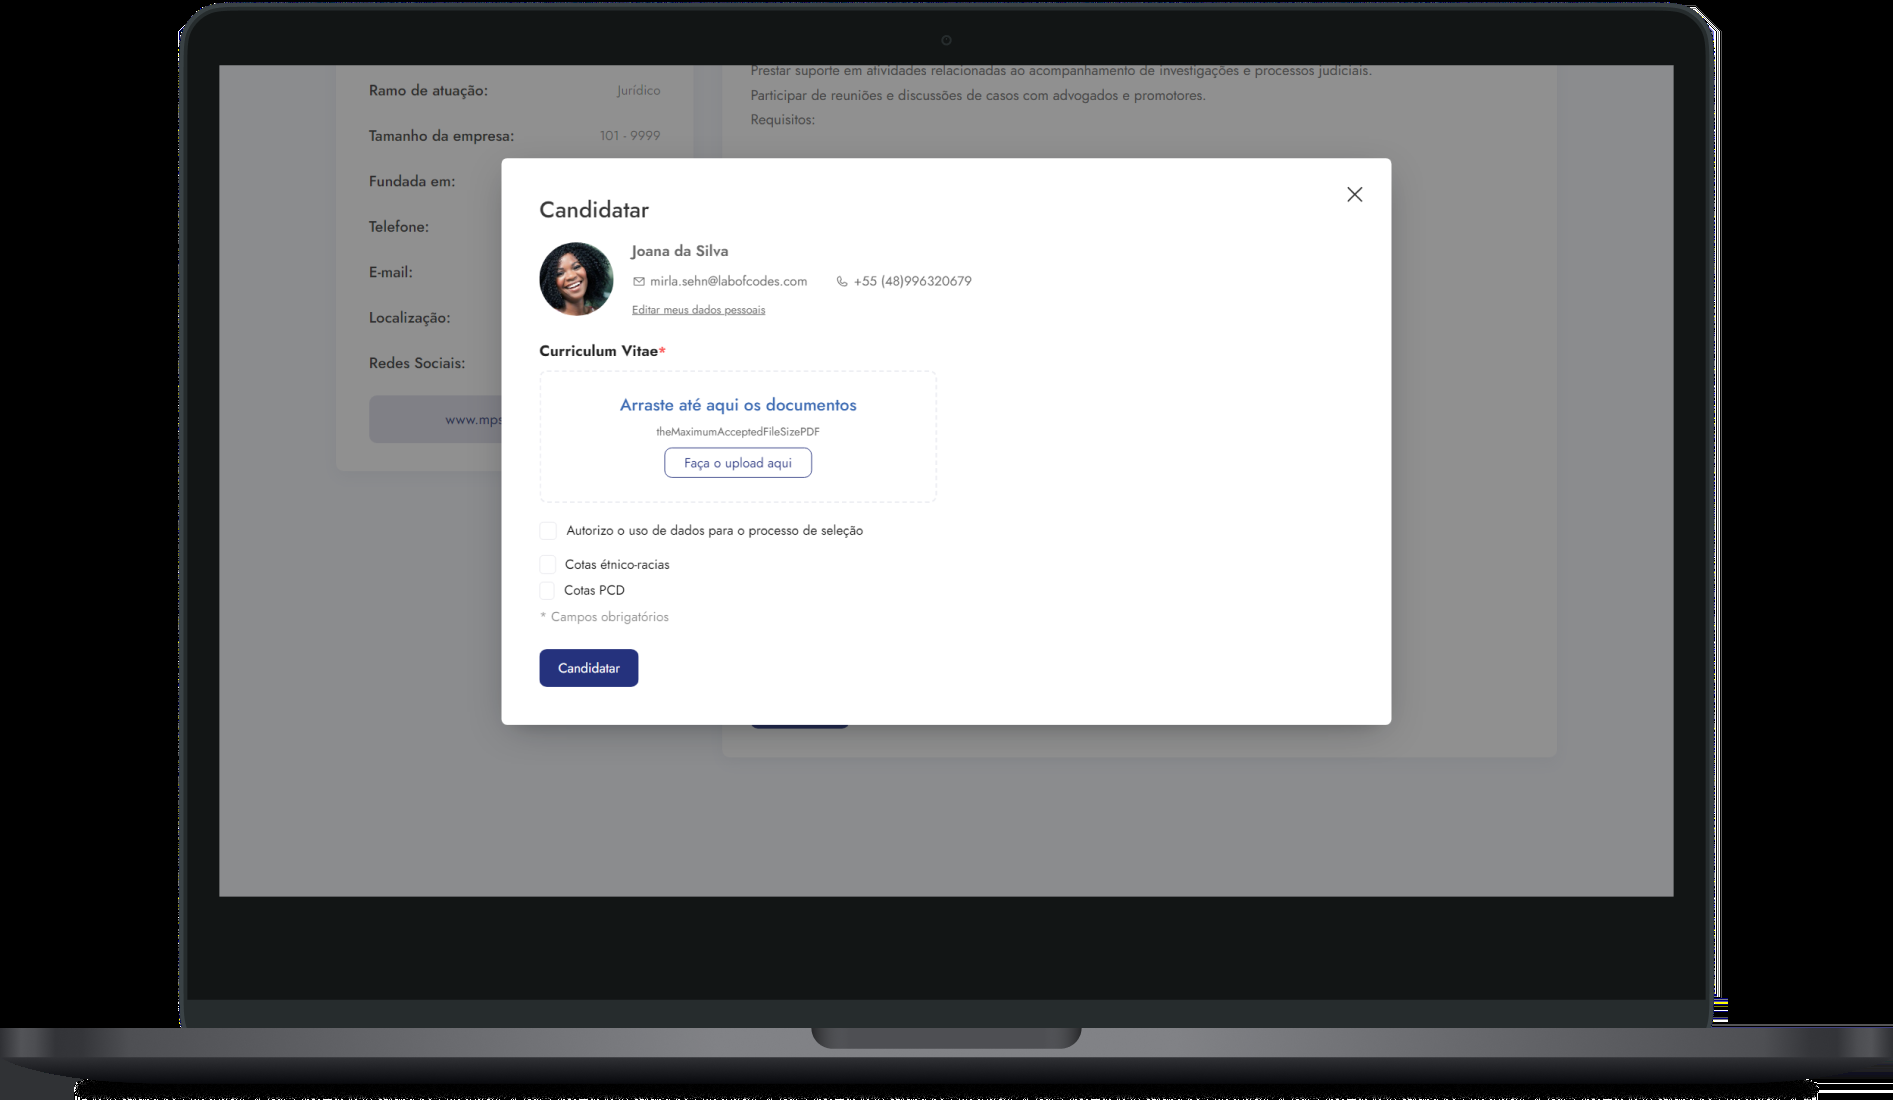 Prestar suporte em atividades relacionadas ao acompanhamento de investigações e processos judiciais.
Participar de reuniões e discussões de casos com advogados e promotores.
Requisitos:
Ramo de atuação: Jurídico
Tamanho da empresa: 101 - 9999
Fundada em:
Telefone:
E-mail:
Localização:
Redes Sociais:
www.mps
Candidatar
Joana da Silva
mirla.sehn@labofcodes.com +55 (48)996320679
Editar meus dados pessoais
Curriculum Vitae*
Arraste até aqui os documentos
theMaximumAcceptedFileSizePDF
Faça o upload aqui
Autorizo o uso de dados para o processo de seleção
Cotas étnico-racias
Cotas PCD
* Campos obrigatórios
Candidatar